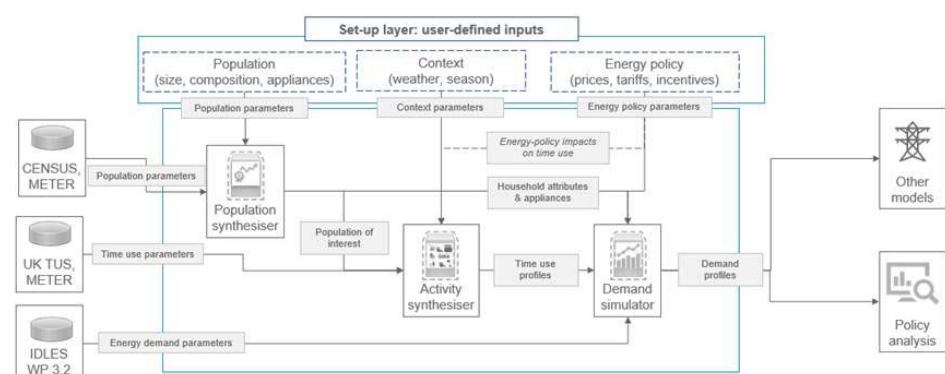 Set-up layer: user-defined inputs
Population
(size, composition, appliances)
Context
(weather, season)
Energy policy
(prices, tariffs, incentives)
Population parameters
Context parameters
Energy policy parameters
CENSUS,
METER
Population parameters
Population
synthesiser
Energy-policy impacts
on time use
Household attributes
& appliances
Other
models
Population of
interest
UK TUS,
METER
Time use parameters
Activity
synthesiser
Time use
profiles
Demand
simulator
Demand
profiles
Policy
analysis
IDLES
WP 3.2
Energy demand parameters